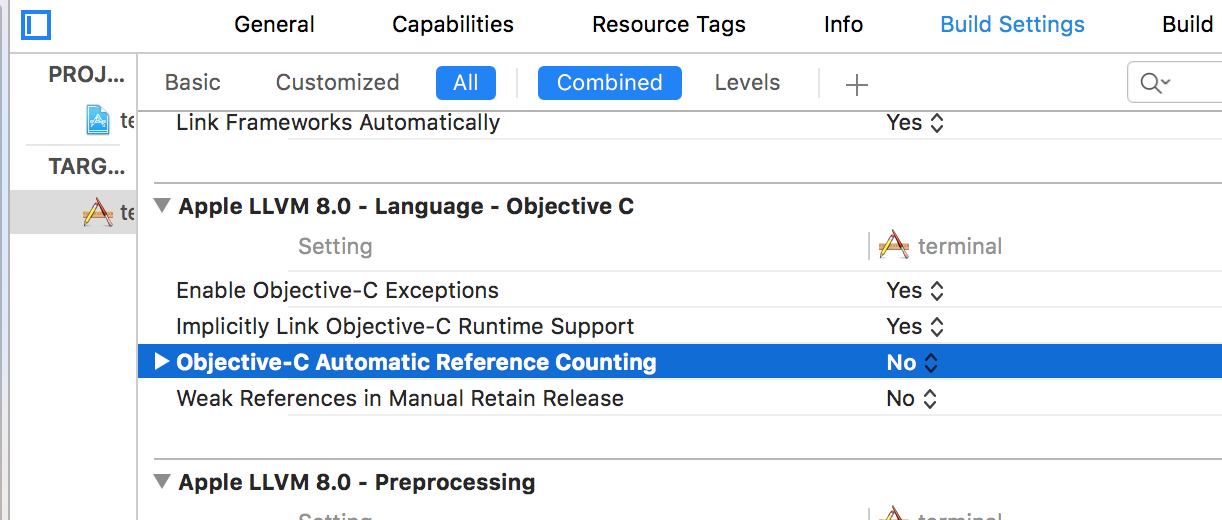 General Capabilities Resource Tags Info Build Settings Build
PROJ...
Basic Customized All Combined Levels
te
Link Frameworks Automatically Yes
TARG...
te
Apple LLVM 8.0 - Language - Objective C
Setting terminal
Enable Objective-C Exceptions Yes
Implicitly Link Objective-C Runtime Support Yes
Objective-C Automatic Reference Counting No
Weak References in Manual Retain Release No
Apple LLVM 8.0 - Preprocessing
Setting terminal